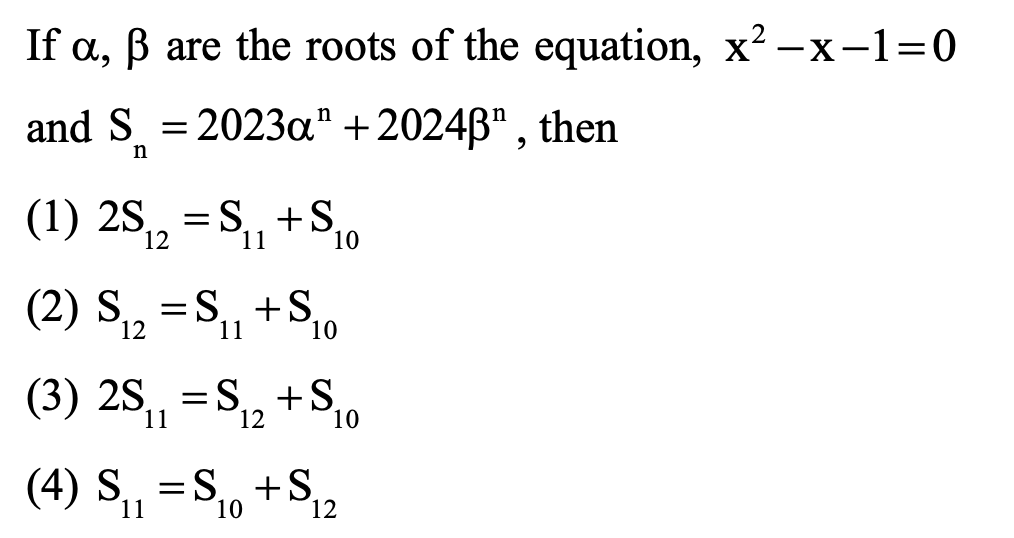 If α, β are the roots of the equation, x² – x – 1 = 0
and Sₙ = 2023αⁿ + 2024βⁿ, then
(1) 2S₁₂ = S₁₁ + S₁₀
(2) S₁₂ = S₁₁ + S₁₀
(3) 2S₁₁ = S₁₂ + S₁₀
(4) S₁₁ = S₁₀ + S₁₂